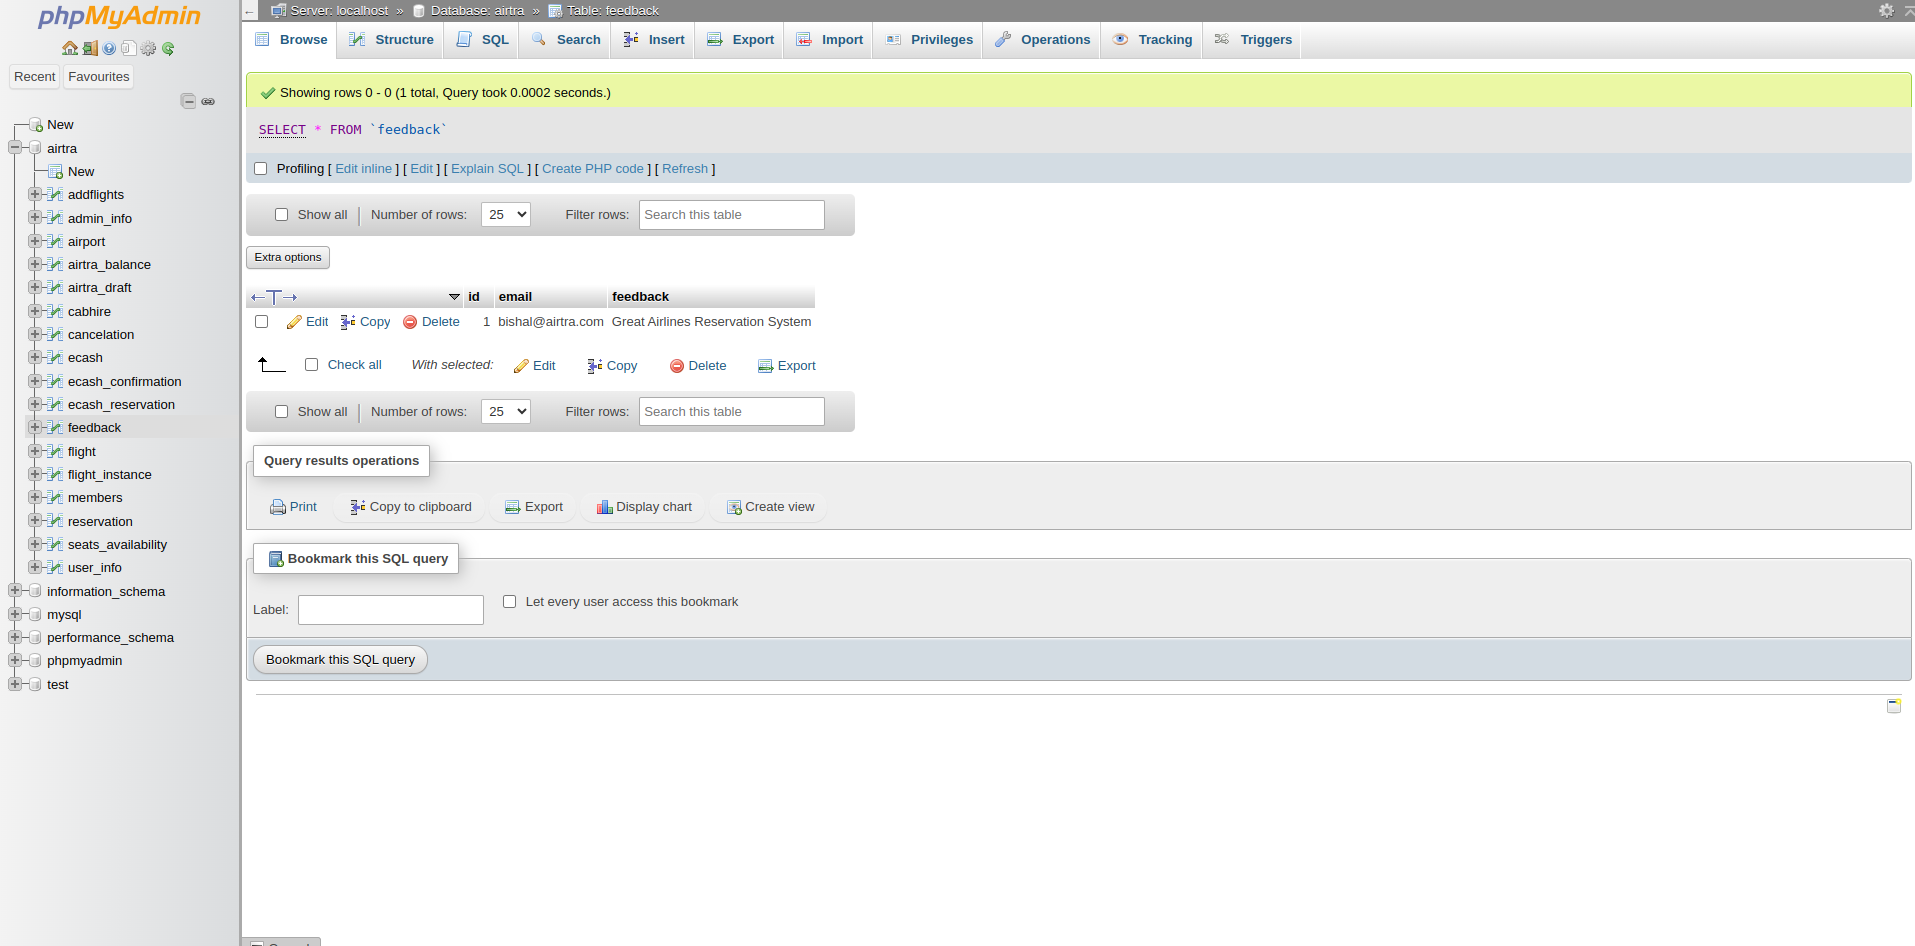 phpMyAdmin
Recent Favourites
New
airtra
New
addflights
admin_info
airport
airtra_balance
airtra_draft
cabhire
cancelation
ecash
ecash_confirmation
ecash_reservation
feedback
flight
flight_instance
members
reservation
seats_availability
user_info
information_schema
mysql
performance_schema
phpmyadmin
test
Server: localhost » Database: airtra » Table: feedback
Browse Structure SQL Search Insert Export Import Privileges Operations Tracking Triggers
Showing rows 0 - 0 (1 total, Query took 0.0002 seconds.)
SELECT * FROM `feedback`
Profiling [ Edit inline ] [ Edit ] [ Explain SQL ] [ Create PHP code ] [ Refresh ]
Show all Number of rows: 25 Filter rows: Search this table
Extra options
id email feedback
Edit Copy Delete 1 bishal@airtra.com Great Airlines Reservation System
Check all With selected: Edit Copy Delete Export
Show all Number of rows: 25 Filter rows: Search this table
Query results operations
Print Copy to clipboard Export Display chart Create view
Bookmark this SQL query
Label: Let every user access this bookmark
Bookmark this SQL query